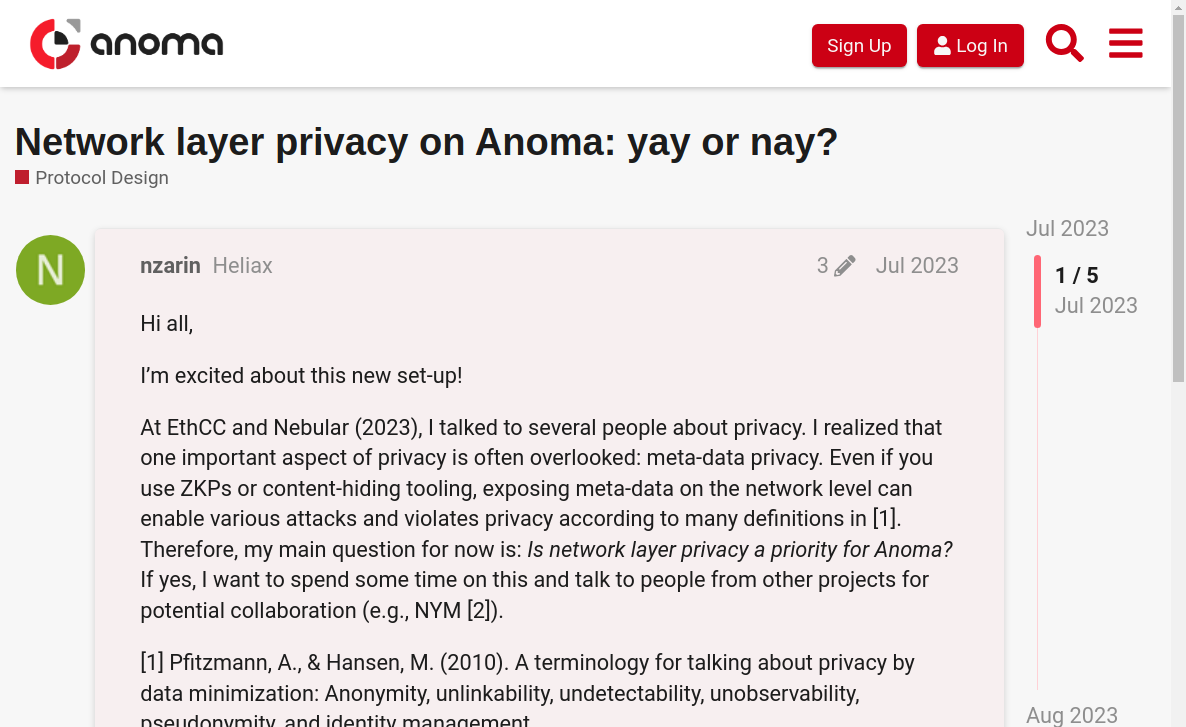 anoma
Sign Up
Log In
Network layer privacy on Anoma: yay or nay?
Protocol Design
Jul 2023
N
nzarin Heliax
3
Jul 2023
1 / 5
Jul 2023
Hi all,
I’m excited about this new set-up!
At EthCC and Nebular (2023), I talked to several people about privacy. I realized that
one important aspect of privacy is often overlooked: meta-data privacy. Even if you
use ZKPs or content-hiding tooling, exposing meta-data on the network level can
enable various attacks and violates privacy according to many definitions in [1].
Therefore, my main question for now is: Is network layer privacy a priority for Anoma?
If yes, I want to spend some time on this and talk to people from other projects for
potential collaboration (e.g., NYM [2]).
[1] Pfitzmann, A., & Hansen, M. (2010). A terminology for talking about privacy by
data minimization: Anonymity, unlinkability, undetectability, unobservability,
pseudonymity, and identity management.
Aug 2023